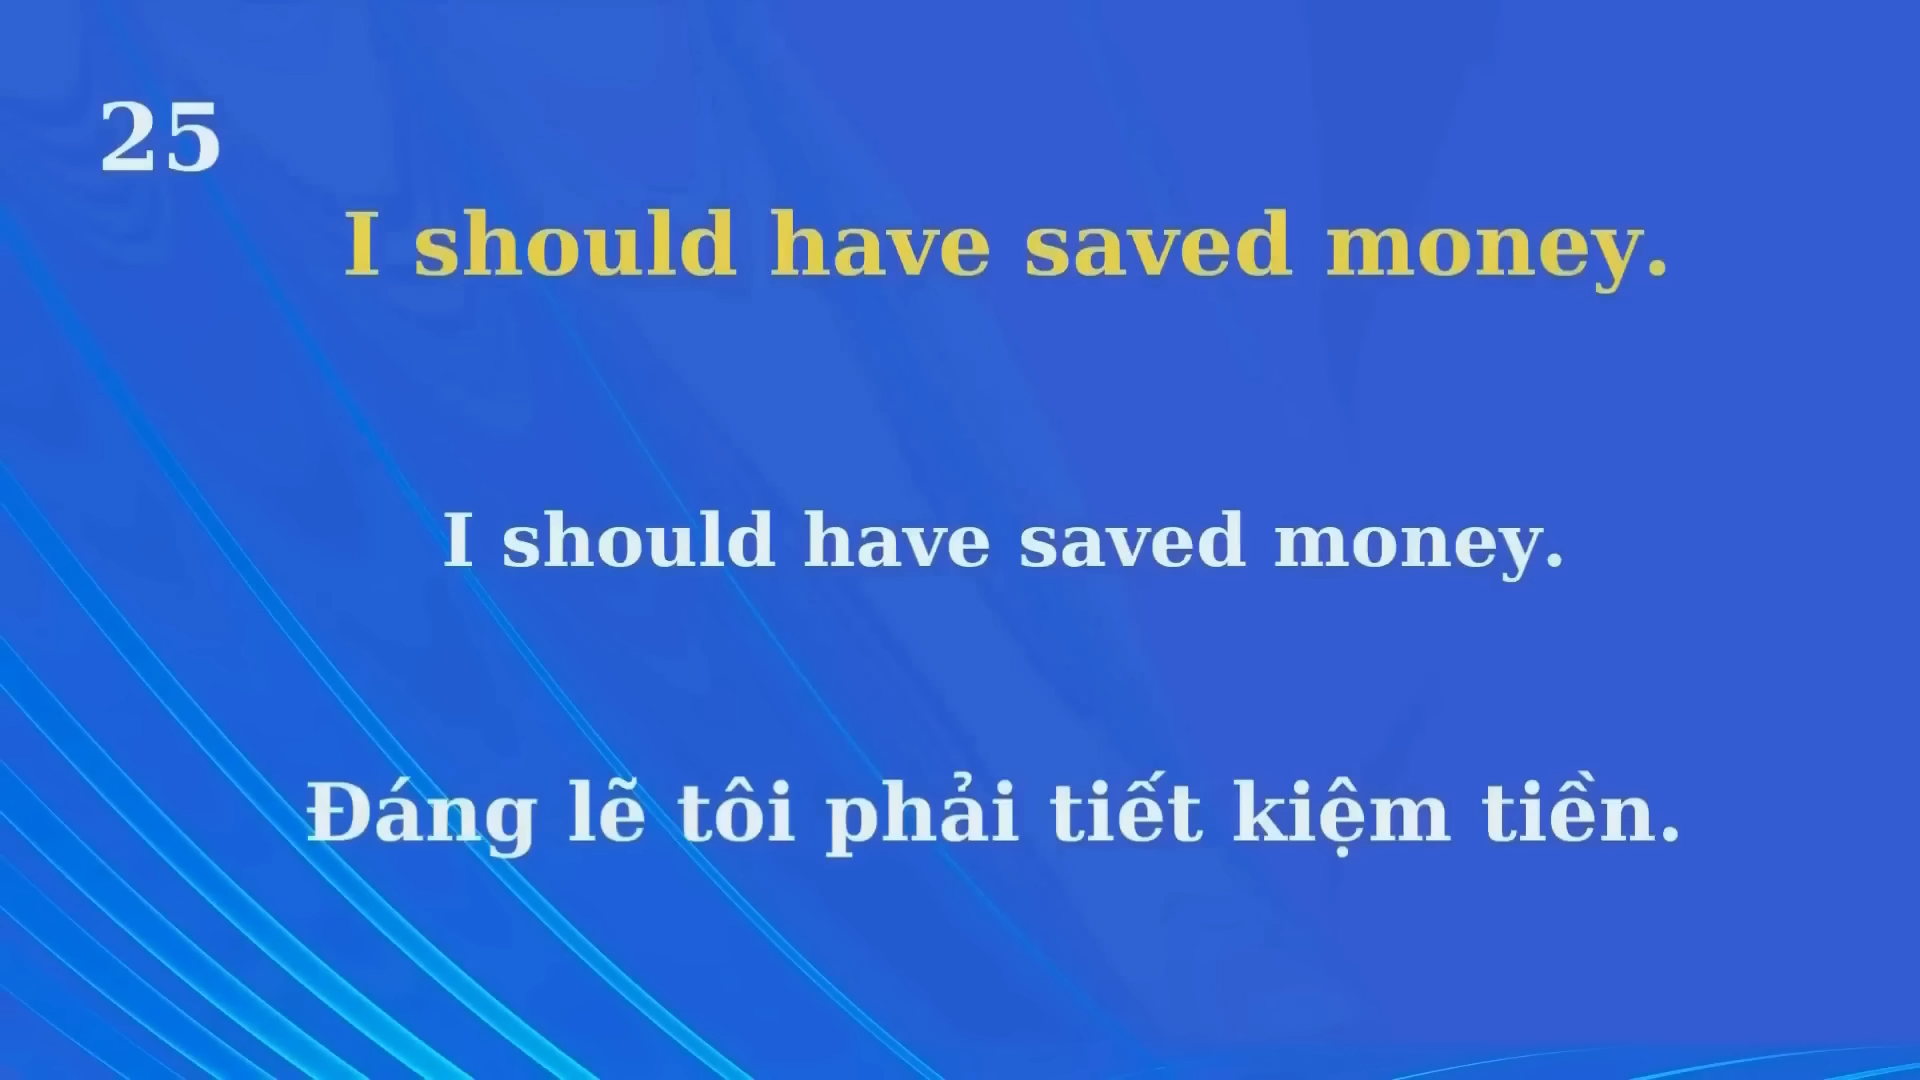 25
I should have saved money.
I should have saved money.
Đáng lẽ tôi phải tiết kiệm tiền.